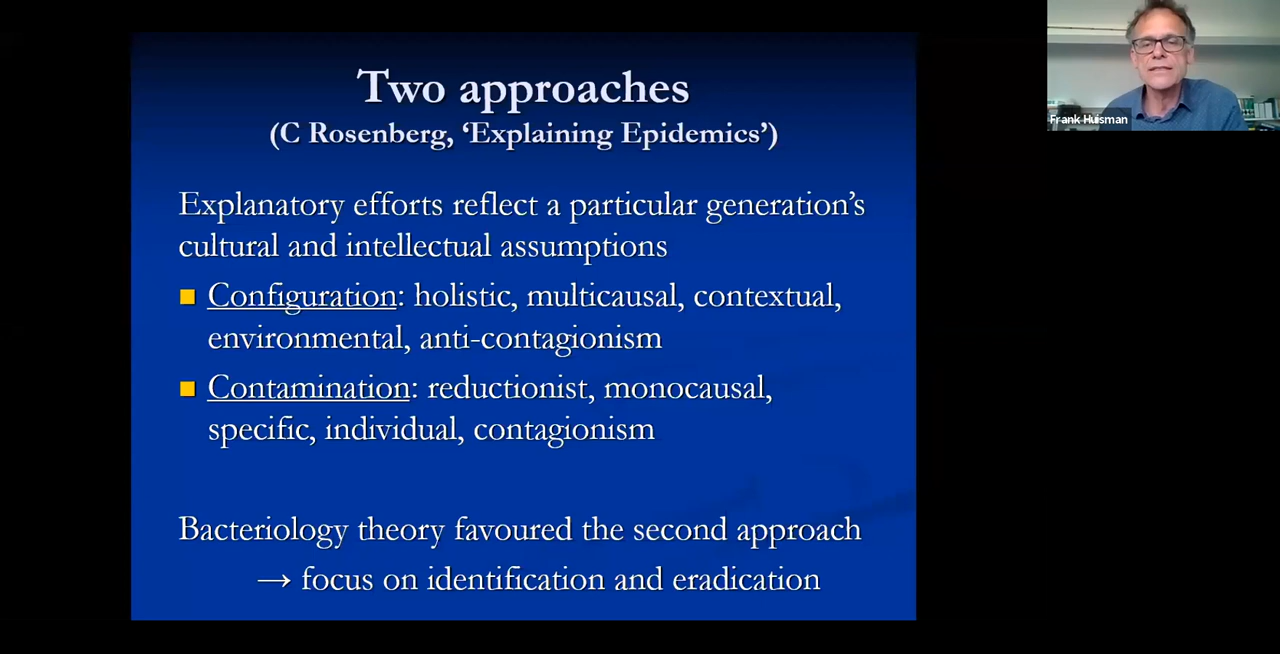 Two approaches
(C Rosenberg, ‘Explaining Epidemics’)
Explanatory efforts reflect a particular generation’s
cultural and intellectual assumptions
Configuration: holistic, multicausal, contextual,
environmental, anti-contagionism
Contamination: reductionist, monocausal,
specific, individual, contagionism
Bacteriology theory favoured the second approach
→ focus on identification and eradication
Frank Huisman